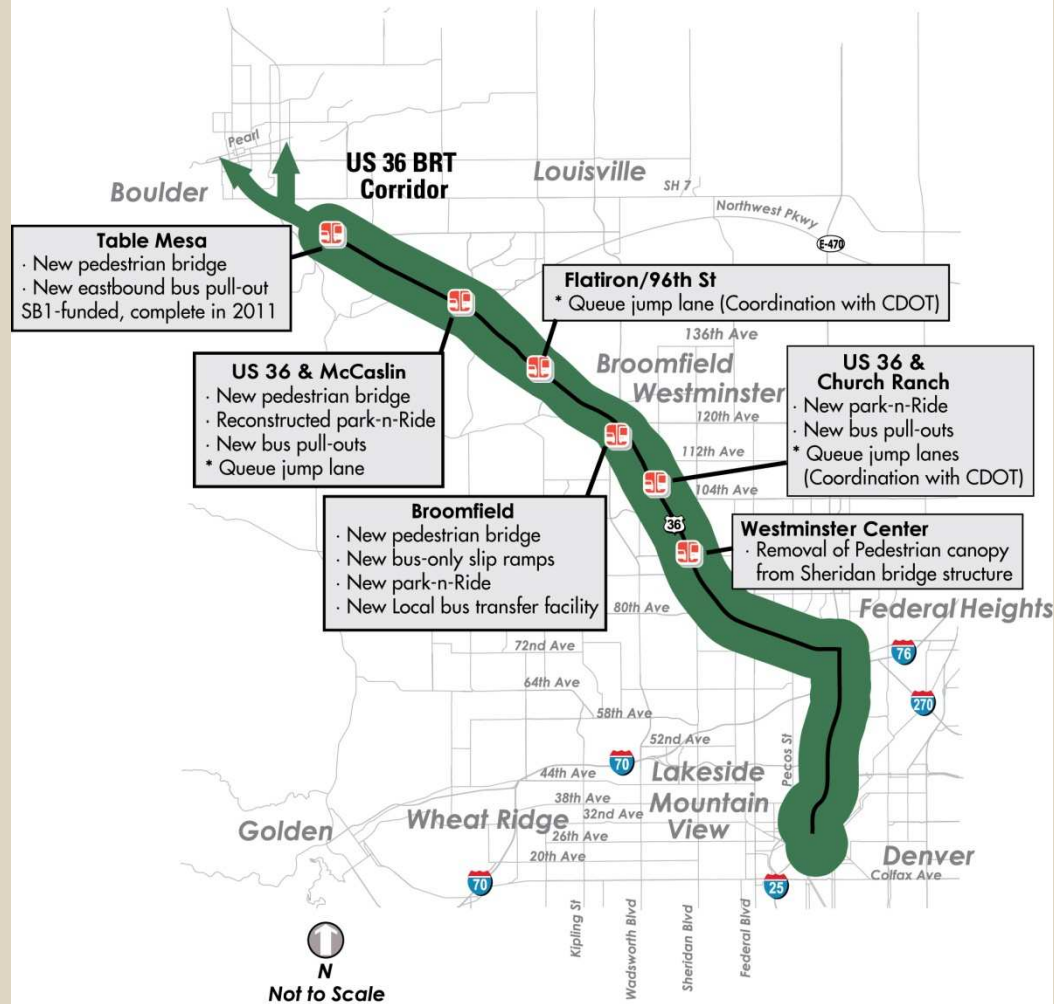 Pearl
US 36 BRT
Corridor
Louisville
SH 7
Boulder
Northwest Pkwy
E-470
Table Mesa
· New pedestrian bridge
· New eastbound bus pull-out
SB1-funded, complete in 2011
Flatiron/96th St
* Queue jump lane (Coordination with CDOT)
136th Ave
US 36 & McCaslin
· New pedestrian bridge
· Reconstructed park-n-Ride
· New bus pull-outs
* Queue jump lane
Broomfield
Westminster
120th Ave
112th Ave
104th Ave
US 36 &
Church Ranch
· New park-n-Ride
· New bus pull-outs
* Queue jump lanes
(Coordination with CDOT)
Broomfield
· New pedestrian bridge
· New bus-only slip ramps
· New park-n-Ride
· New Local bus transfer facility
36
Westminster Center
· Removal of Pedestrian canopy
from Sheridan bridge structure
80th Ave
Federal Heights
72nd Ave
76
64th Ave
270
58th Ave
52nd Ave
70
Pecos St
44th Ave
Lakeside
38th Ave
Mountain
View
32nd Ave
Golden
Wheat Ridge
26th Ave
20th Ave
Denver
Colfax Ave
70
25
Kipling St
Wadsworth Blvd
Sheridan Blvd
Federal Blvd
N
Not to Scale